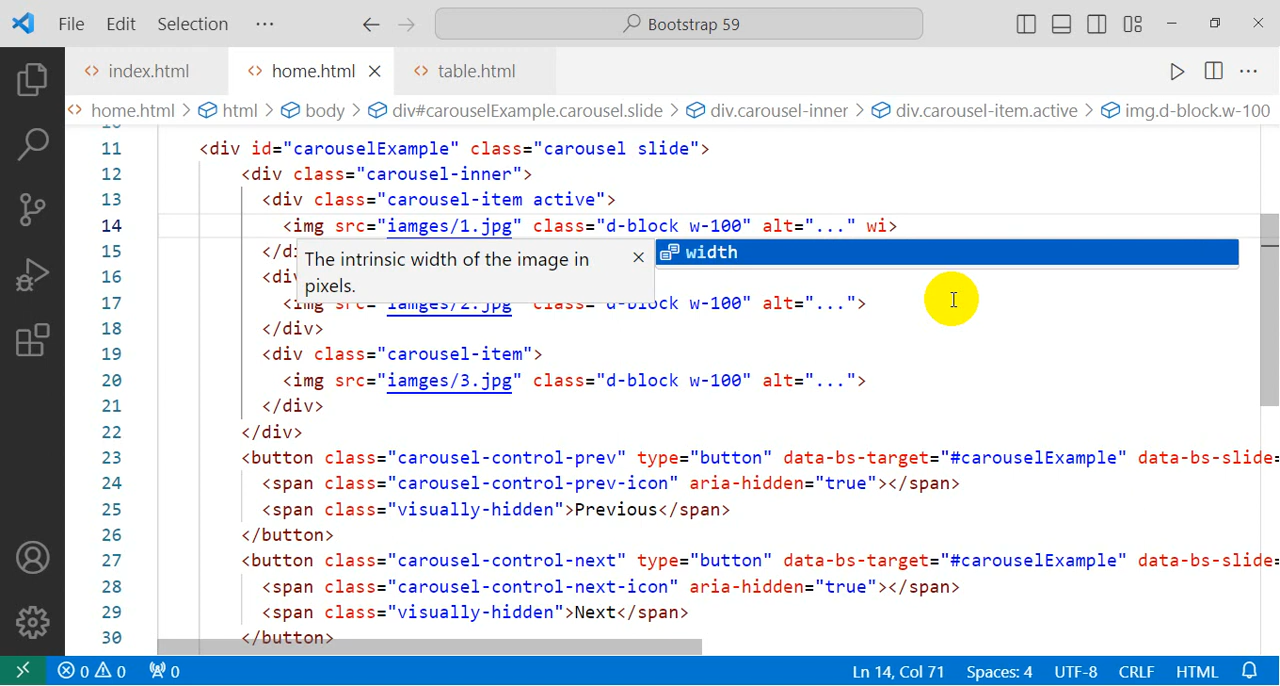 File Edit Selection ··· Bootstrap 59
index.html home.html table.html
home.html > html > body > div#carouselExample.carousel.slide > div.carousel-inner > div.carousel-item.active > img.d-block.w-100
11 <div id="carouselExample" class="carousel slide">
12 <div class="carousel-inner">
13 <div class="carousel-item active">
14 <img src="iamges/1.jpg" class="d-block w-100" alt="..." wi>
15 </di
The intrinsic width of the image in
pixels.
width
16 <div
17 <img src="iamges/2.jpg" class="d-block w-100" alt="...">
18 </div>
19 <div class="carousel-item">
20 <img src="iamges/3.jpg" class="d-block w-100" alt="...">
21 </div>
22 </div>
23 <button class="carousel-control-prev" type="button" data-bs-target="#carouselExample" data-bs-slide=
24 <span class="carousel-control-prev-icon" aria-hidden="true"></span>
25 <span class="visually-hidden">Previous</span>
26 </button>
27 <button class="carousel-control-next" type="button" data-bs-target="#carouselExample" data-bs-slide=
28 <span class="carousel-control-next-icon" aria-hidden="true"></span>
29 <span class="visually-hidden">Next</span>
30 </button>
0 0 0 Ln 14, Col 71 Spaces: 4 UTF-8 CRLF HTML